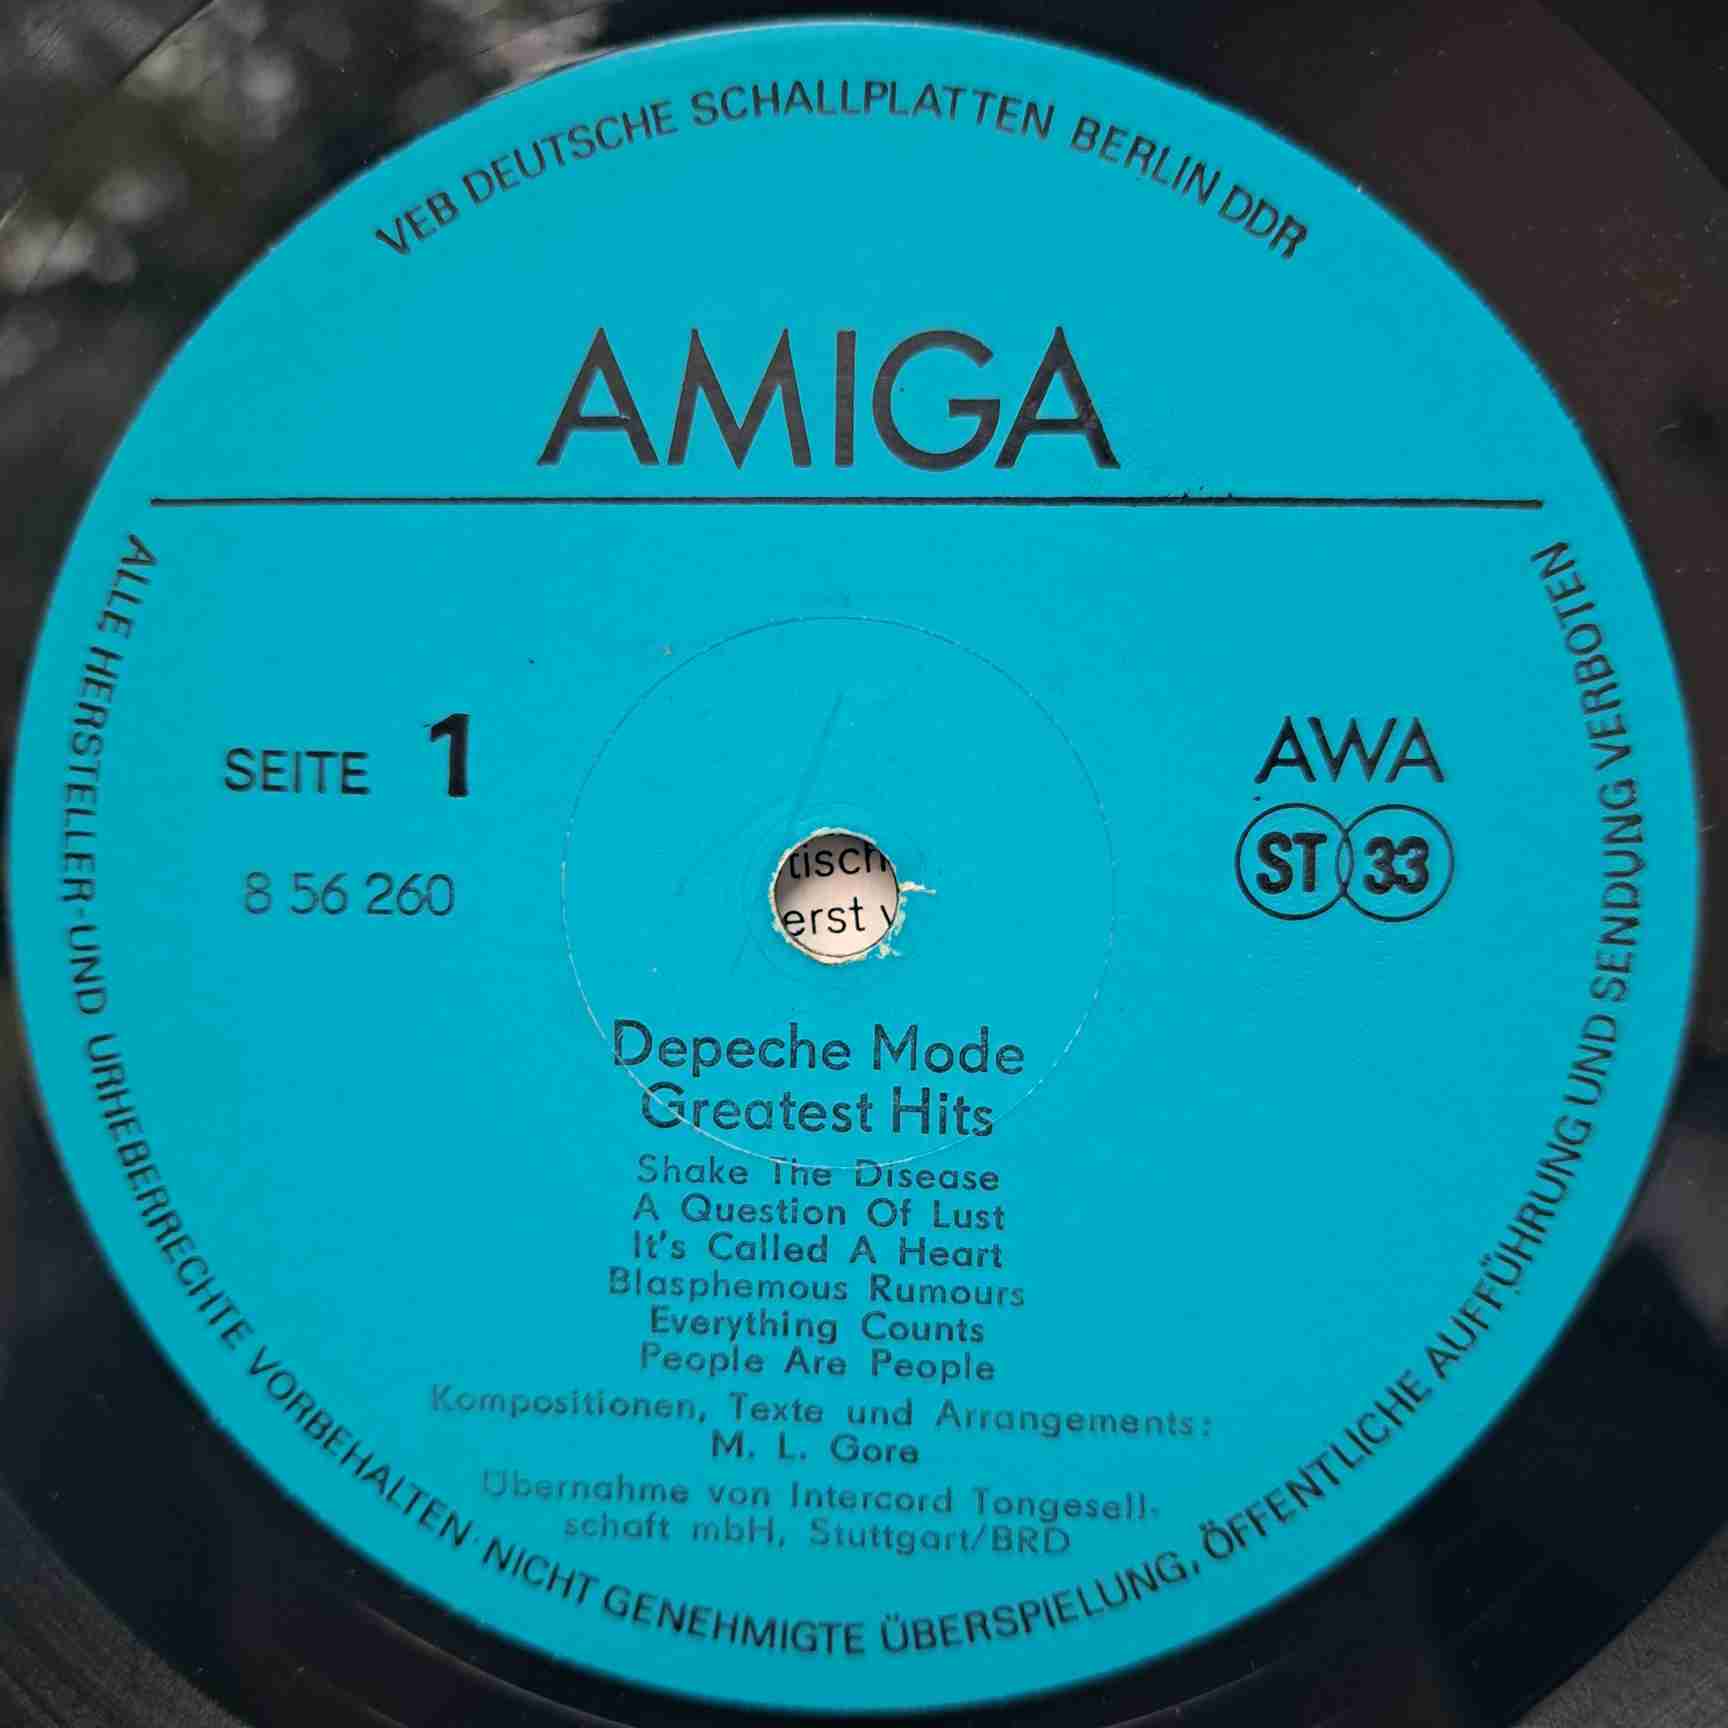 VEB DEUTSCHE SCHALLPLATTEN BERLIN DDR
AMIGA
SEITE 1
8 56 260
AWA
ST 33
tisch
erst
Depeche Mode
Greatest Hits
Shake The Disease
A Question Of Lust
It's Called A Heart
Blasphemous Rumours
Everything Counts
People Are People
Kompositionen, Texte und Arrangements:
M. L. Gore
Übernahme von Intercord Tongesell-
schaft mbH, Stuttgart/BRD
ALLE HERSTELLER- UND URHEBERRECHTE VORBEHALTEN · NICHT GENEHMIGTE ÜBERSPIELUNG, ÖFFENTLICHE AUFFÜHRUNG UND SENDUNG VERBOTEN